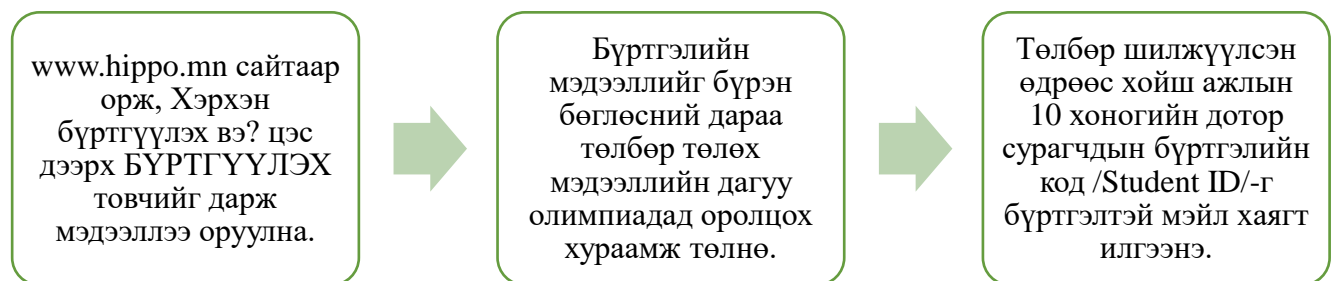 www.hippo.mn сайтаар
орж, Хэрхэн
бүртгүүлэх вэ? цэс
дээрх БҮРТГҮҮЛЭХ
товчийг дарж
мэдээллээ оруулна.
Бүртгэлийн
мэдээллийг бүрэн
бөглөсний дараа
төлбөр төлөх
мэдээллийн дагуу
олимпиадад оролцох
хураамж төлнө.
Төлбөр шилжүүлсэн
өдрөөс хойш ажлын
10 хоногийн дотор
сурагчдын бүртгэлийн
код /Student ID/-г
бүртгэлтэй мэйл хаягт
илгээнэ.